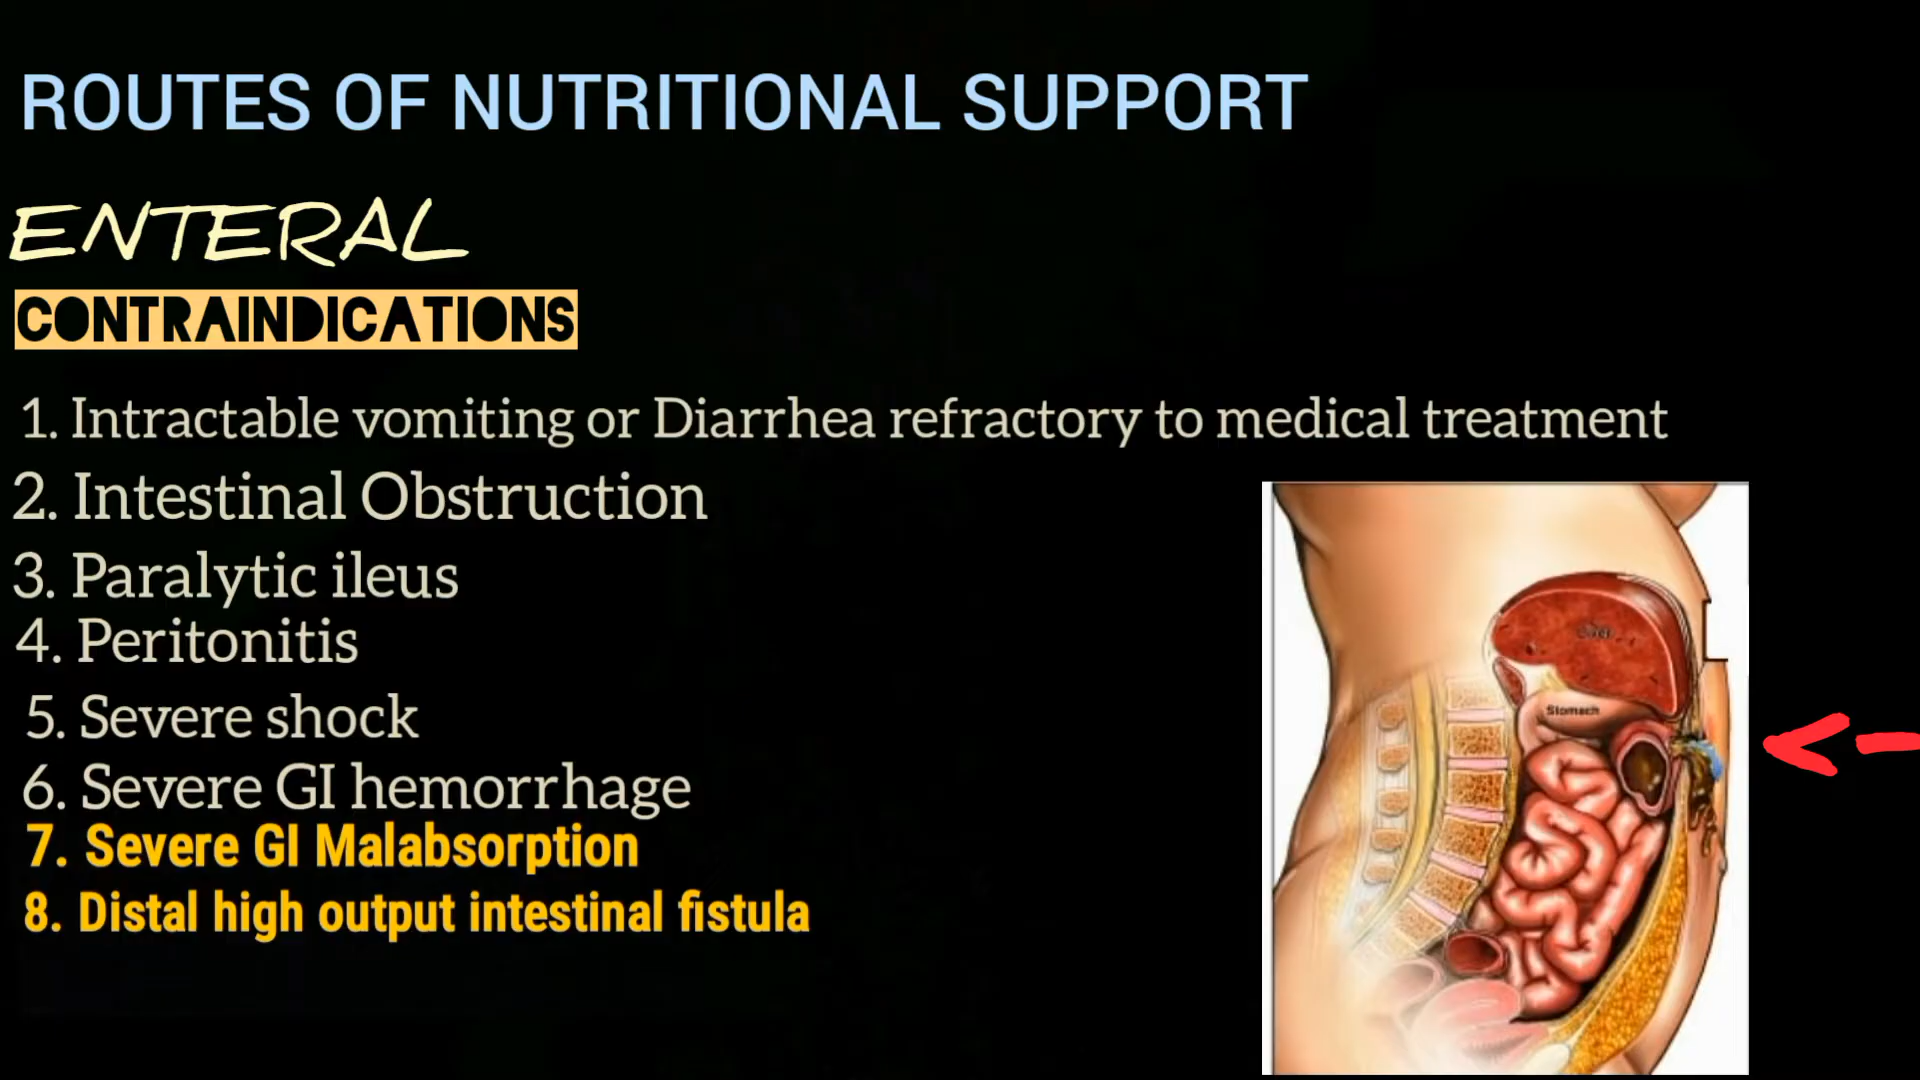 ROUTES OF NUTRITIONAL SUPPORT
ENTERAL
CONTRAINDICATIONS
1. Intractable vomiting or Diarrhea refractory to medical treatment
2. Intestinal Obstruction
3. Paralytic ileus
4. Peritonitis
5. Severe shock
6. Severe GI hemorrhage
7. Severe GI Malabsorption
8. Distal high output intestinal fistula
Liver
Stomach